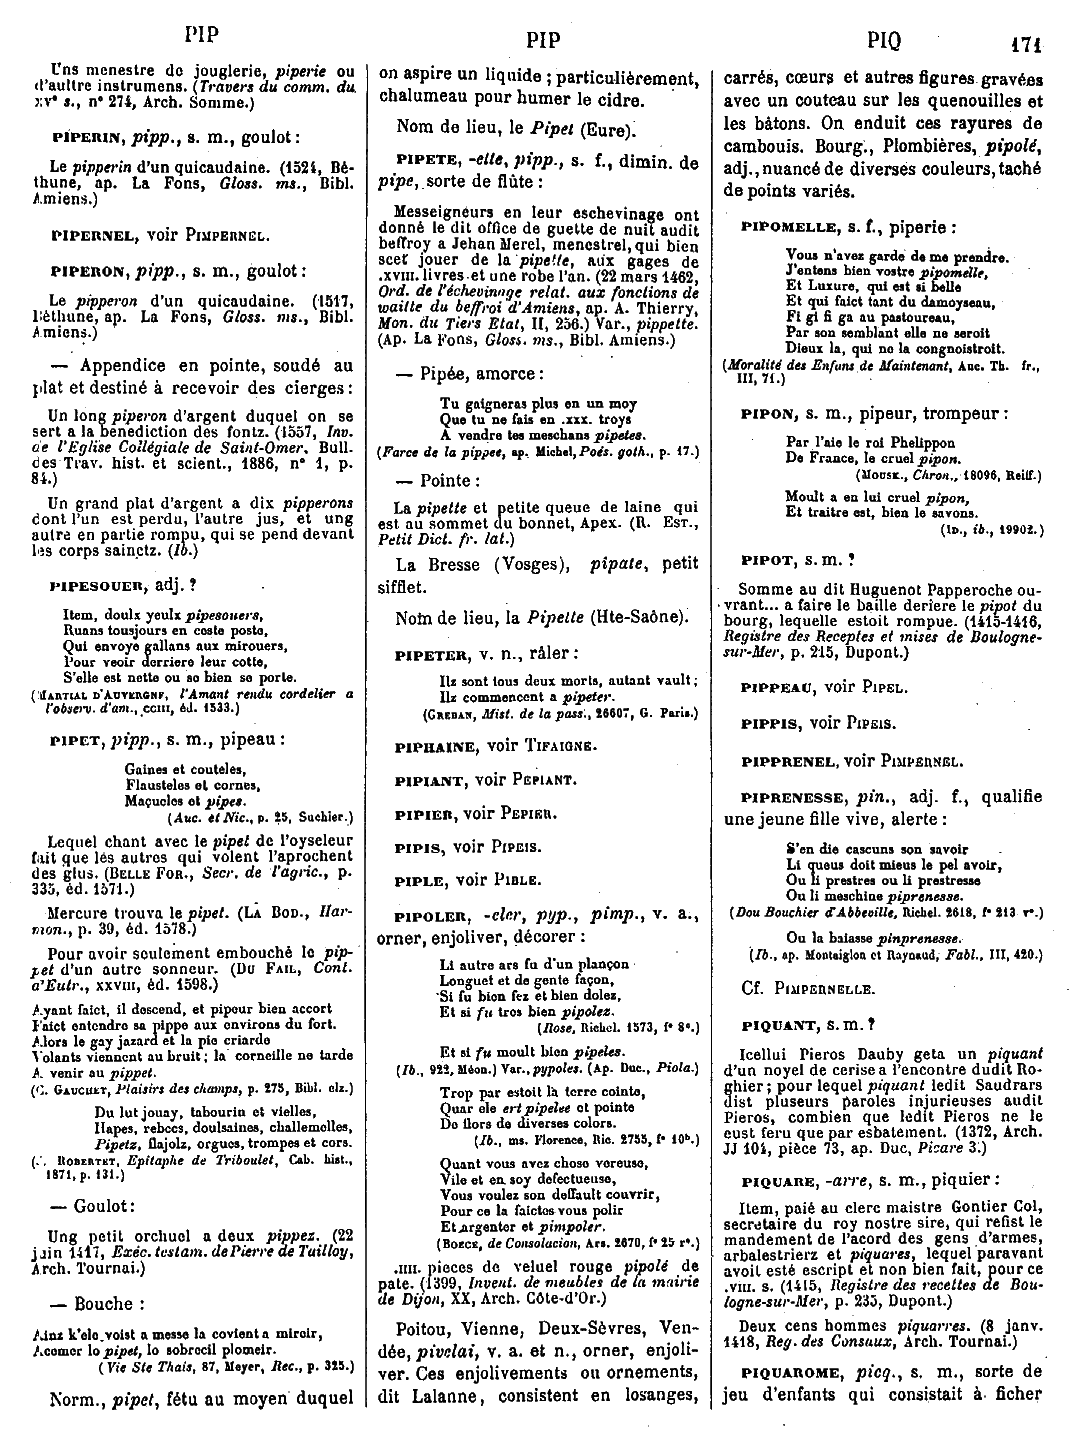 PIP
PIP
PIQ
171
Uns menestre de jouglerie, piperie ou
d'aultre instrumens. (Travers du comm. du
xv° s., n° 274, Arch. Somme.)
PIPERIN, pipp., s. m., goulot :
Le pipperin d'un quicaudaine. (1521, Bé-
thune, ap. La Fons, Gloss. ms., Bibl.
Amiens.)
PIPERNEL, voir PIMPERNEL.
PIPERON, pipp., s. m., goulot :
Le pipperon d'un quicaudaine. (1517,
Béthune, ap. La Fons, Gloss. ms., Bibl.
Amiens.)
— Appendice en pointe, soudé au
plat et destiné à recevoir des cierges :
Un long piperon d'argent duquel on se
sert a la benediction des fontz. (1557, Inv.
de l'Eglise Collégiale de Saint-Omer, Bull.
des Trav. hist. et scient., 1886, n° 1, p.
84.)
Un grand plat d'argent a dix pipperons
dont l'un est perdu, l'autre jus, et ung
autre en partie rompu, qui se pend devant
les corps sainctz. (Ib.)
PIPESOUER, adj. ?
Item, doulx yeulx pipesouers,
Ruans tousjours en coste poste,
Qui envoye gallans aux mirouers,
Pour veoir derriere leur cotte,
S'elle est nette ou se bien se porte.
(MARTIAL D'AUVERGNE, l'Amant rendu cordelier a
l'observ. d'am., CCIII, éd. 1533.)
PIPET, pipp., s. m., pipeau :
Gaines et couteles,
Flausteles et cornes,
Maçueles et pipes.
(Auc. et Nic., p. 25, Suchier.)
Lequel chant avec le pipet de l'oyseleur
fait que lés autres qui volent l'aprochent
des glus. (BELLE FOR., Secr. de l'agric., p.
335, éd. 1571.)
Mercure trouva le pipet. (LA BOD., Har-
mon., p. 39, éd. 1578.)
Pour avoir seulement embouché le pip-
pet d'un autre sonneur. (DU FAIL, Cont.
d'Eutr., XXVIII, éd. 1598.)
Ayant faict, il descend, et pipeur bien accort
Faict entendre sa pippe aux environs du fort.
Alors le gay jazard et la pie criarde
Volants viennent au bruit ; la corneille ne tarde
A venir au pippet.
(C. GAUCHET, Plaisirs des champs, p. 275, Bibl. elz.)
Du lut jouay, tabourin et vielles,
Hapes, rebecs, doulsaines, challemelles,
Pipetz, flajolz, orgues, trompes et cors.
(J. ROBERTET, Epitaphe de Triboulet, Cab. hist.,
1871, p. 131.)
— Goulot :
Ung petit orchuel a deux pippez. (22
juin 1417, Exéc. testam. de Pierre de Tailloy,
Arch. Tournai.)
— Bouche :
Ainz k'ele voist a messe la covient a miroir,
Acemer lo pipet, lo sobrecil plomeir.
(Vie Ste Thais, 87, Meyer, Rec., p. 325.)
Norm., pipet, fétu au moyen duquel
on aspire un liquide ; particulièrement,
chalumeau pour humer le cidre.
Nom de lieu, le Pipet (Eure).
PIPETE, -ette, pipp., s. f., dimin. de
pipe, sorte de flûte :
Messeigneurs en leur eschevinage ont
donné le dit office de guette de nuit audit
beffroy a Jehan Merel, menestrel, qui bien
scet jouer de la pipette, aux gages de
.XVIII. livres et une robe l'an. (22 mars 1462,
Ord. de l'échevinage relat. aux fonctions de
waitte du beffroi d'Amiens, ap. A. Thierry,
Mon. du Tiers Etat, II, 256.) Var., pippette.
(Ap. La Fons, Gloss. ms., Bibl. Amiens.)
— Pipée, amorce :
Tu gaigneras plus en un moy
Que tu ne fais en .xxx. troys
A vendre tes meschans pipetes.
(Farce de la pippee, ap. Michel, Poés. goth., p. 17.)
— Pointe :
La pipette et petite queue de laine qui
est au sommet du bonnet, Apex. (R. EST.,
Petit Dict. fr. lat.)
La Bresse (Vosges), pipate, petit
sifflet.
Nom de lieu, la Pipette (Hte-Saône).
PIPETER, v. n., râler :
Ilz sont tous deux morts, autant vault ;
Ilz commencent a pipeter.
(GREBAN, Mist. de la pass., 26607, G. Paris.)
PIPHAINE, voir TIFAIGNE.
PIPIANT, voir PEPIANT.
PIPIER, voir PEPIER.
PIPIS, voir PIPEIS.
PIPLE, voir PIBLE.
PIPOLER, -eler, pyp., pimp., v. a.,
orner, enjoliver, décorer :
Li autre ars fu d'un plançon
Longuet et de gente façon,
Si fu bien fez et bien dolez,
Et si fu tres bien pipolez.
(Rose, Richel. 1573, f° 8°.)
Et si fu moult bien pipeles.
(Ib., 922, Méon.) Var., pypoles. (Ap. Duc., Piola.)
Trop par estoit la terre cointe,
Quar ele ert pipelee et pointe
De flors de diverses colors.
(Ib., ms. Florence, Ric. 2755, f° 10ᵇ.)
Quant vous avez chose vereuse,
Vile et en soy defectueuse,
Vous voulez son deffault couvrir,
Pour ce la faictes vous polir
Et argenter et pimpoler.
(BOECE, de Consolacion, Ars. 2670, f° 25 r°.)
.IIII. pieces de veluel rouge pipolé de
pate. (1399, Invent. de meubles de la mairie
de Dijon, XX, Arch. Côte-d'Or.)
Poitou, Vienne, Deux-Sèvres, Ven-
dée, pivelai, v. a. et n., orner, enjoli-
ver. Ces enjolivements ou ornements,
dit Lalanne, consistent en losanges,
carrés, cœurs et autres figures gravées
avec un couteau sur les quenouilles et
les bâtons. On enduit ces rayures de
cambouis. Bourg., Plombières, pipolé,
adj., nuancé de diverses couleurs, taché
de points variés.
PIPOMELLE, s. f., piperie :
Vous n'avez garde de me prendre.
J'entens bien vostre pipomelle,
Et Luxure, qui est si belle
Et qui faict tant du damoyseau,
Fi gi fi ga au pastoureau,
Par son semblant elle ne seroit
Dieux la, qui ne la congnoistroit.
(Moralité des Enfans de Maintenant, Anc. Th. fr.,
III, 71.)
PIPON, s. m., pipeur, trompeur :
Par l'aie le roi Phelippon
De France, le cruel pipon.
(MOUSK., Chron., 18096, Reiff.)
Moult a en lui cruel pipon,
Et traitre est, bien le savons.
(ID., ib., 19902.)
PIPOT, s. m. ?
Somme au dit Huguenot Papperoche ou-
vrant... a faire le baille deriere le pipot du
bourg, lequelle estoit rompue. (1415-1416,
Registre des Receptes et mises de Boulogne-
sur-Mer, p. 215, Dupont.)
PIPPEAU, voir PIPEL.
PIPPIS, voir PIPEIS.
PIPPRENEL, voir PIMPERNEL.
PIPRENESSE, pin., adj. f., qualifie
une jeune fille vive, alerte :
S'en die cascuns son savoir
Li queus doit mieus le pel avoir,
Ou li prestres ou li prestresse
Ou li meschine piprenesse.
(Dou Bouchier d'Abbeville, Richel. 2618, f° 213 r°.)
Ou la baiasse pinprenesse.
(Ib., ap. Montaiglon et Raynaud, Fabl., III, 420.)
Cf. PIMPERNELLE.
PIQUANT, s. m. ?
Icellui Pieros Dauby geta un piquant
d'un noyel de cerise a l'encontre dudit Ro-
ghier ; pour lequel piquant ledit Saudrars
dist pluseurs paroles injurieuses audit
Pieros, combien que ledit Pieros ne le
eust feru que par esbatement. (1372, Arch.
JJ 104, pièce 73, ap. Duc, Picare 3.)
PIQUARE, -arre, s. m., piquier :
Item, paié au clerc maistre Gontier Col,
secretaire du roy nostre sire, qui refist le
mandement de l'acord des gens d'armes,
arbalestrierz et piquares, lequel paravant
avoit esté escript et non bien fait, pour ce
.VIII. s. (1415, Registre des recettes de Bou-
logne-sur-Mer, p. 235, Dupont.)
Deux cens hommes piquarres. (8 janv.
1418, Reg. des Consaux, Arch. Tournai.)
PIQUAROME, picq., s. m., sorte de
jeu d'enfants qui consistait à ficher